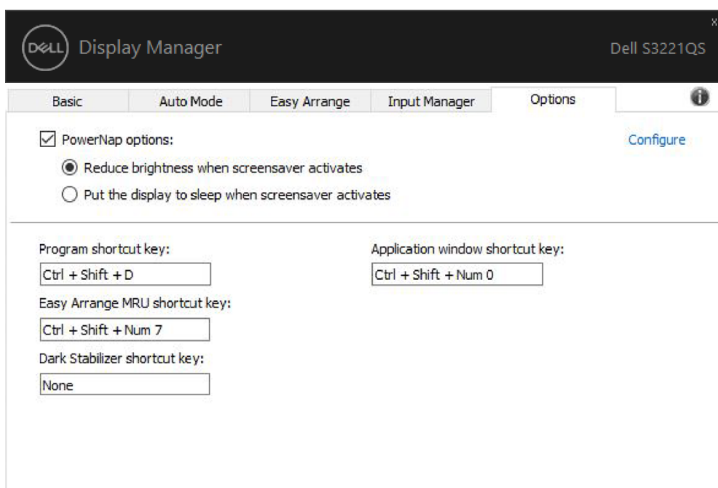 DELL Display Manager
Dell S3221QS
x
Basic Auto Mode Easy Arrange Input Manager Options
PowerNap options:
Configure
Reduce brightness when screensaver activates
Put the display to sleep when screensaver activates
Program shortcut key:
Application window shortcut key:
Ctrl + Shift + D
Ctrl + Shift + Num 0
Easy Arrange MRU shortcut key:
Ctrl + Shift + Num 7
Dark Stabilizer shortcut key:
None